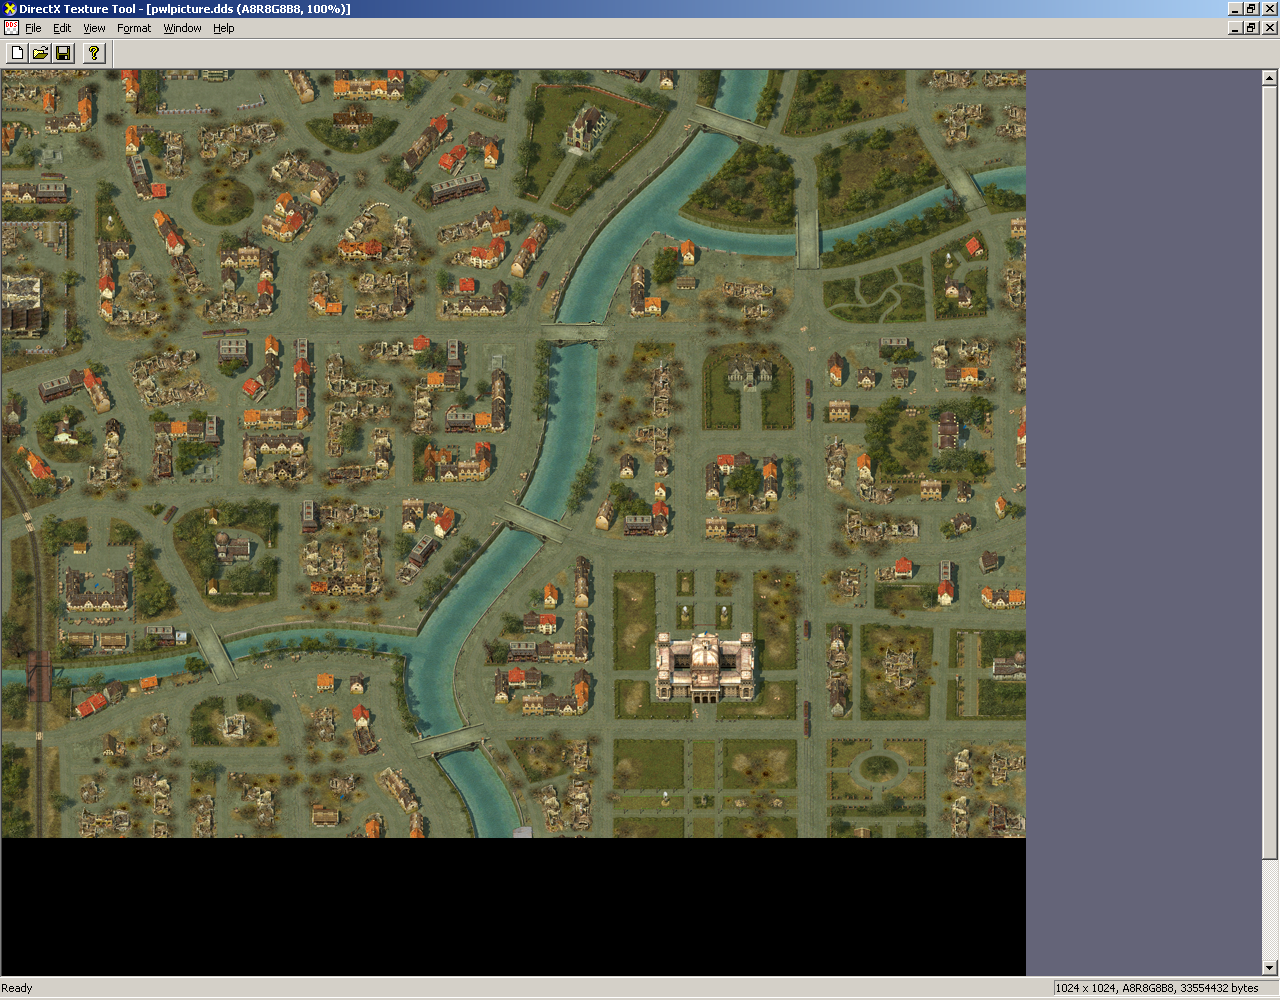 DirectX Texture Tool - [pwlpicture.dds (A8R8G8B8, 100%)]
DDS File Edit View Format Window Help
Ready 1024 x 1024, A8R8G8B8, 33554432 bytes